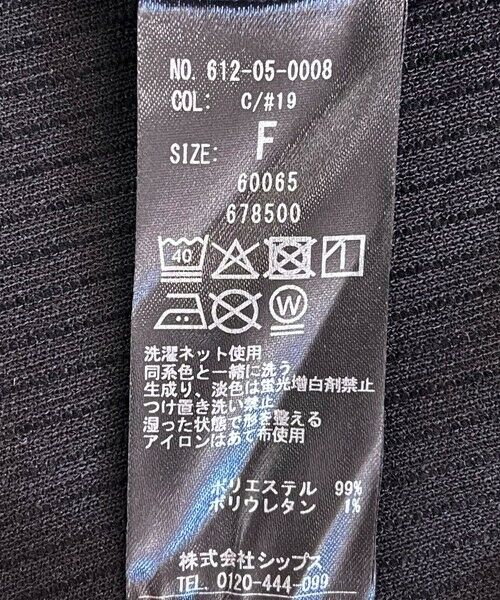 NO. 612-05-0008
COL: C/#19
SIZE: F
60065
678500
40
W
洗濯ネット使用
同系色と一緒に洗う
生成り、淡色は蛍光増白剤禁止
つけ置き洗い禁止
湿った状態で形を整える
アイロンはあて布使用
ポリエステル 99%
ポリウレタン 1%
株式会社シップス
TEL. 0120-444-099